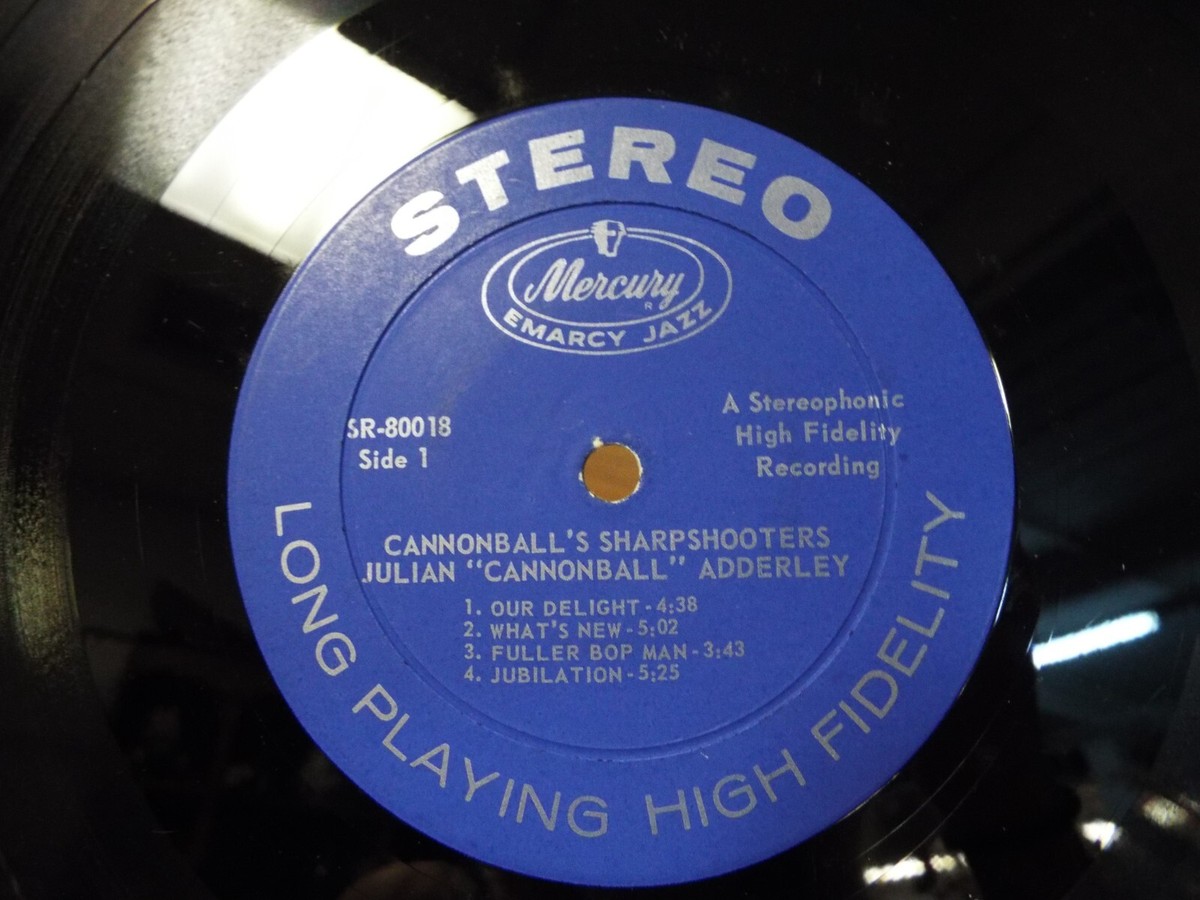 STEREO
Mercury
R
EMARCY JAZZ
SR-80018
Side 1
A Stereophonic
High Fidelity
Recording
CANNONBALL'S SHARPSHOOTERS
JULIAN "CANNONBALL" ADDERLEY
1. OUR DELIGHT - 4:38
2. WHAT'S NEW - 5:02
3. FULLER BOP MAN - 3:43
4. JUBILATION - 5:25
LONG PLAYING HIGH FIDELITY